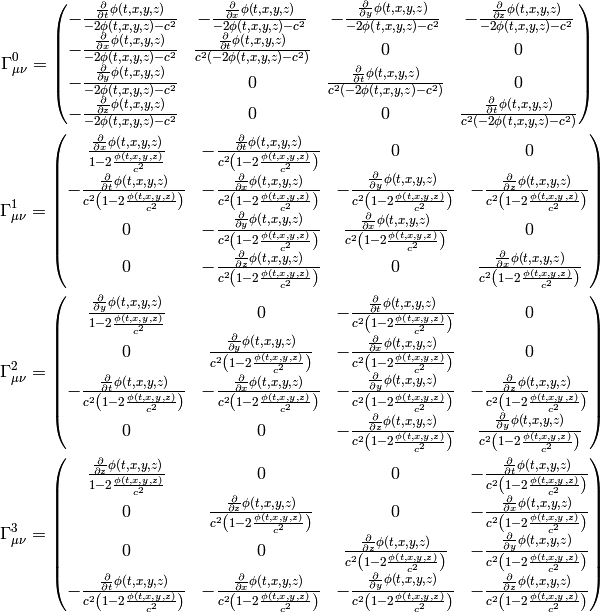 \Gamma^0_{\mu\nu} = \begin{pmatrix} -\frac{\frac{\partial}{\partial t}\phi(t,x,y,z)}{-2\phi(t,x,y,z)-c^2} & -\frac{\frac{\partial}{\partial x}\phi(t,x,y,z)}{-2\phi(t,x,y,z)-c^2} & -\frac{\frac{\partial}{\partial y}\phi(t,x,y,z)}{-2\phi(t,x,y,z)-c^2} & -\frac{\frac{\partial}{\partial z}\phi(t,x,y,z)}{-2\phi(t,x,y,z)-c^2} \\
-\frac{\frac{\partial}{\partial x}\phi(t,x,y,z)}{-2\phi(t,x,y,z)-c^2} & \frac{\frac{\partial}{\partial t}\phi(t,x,y,z)}{c^2(-2\phi(t,x,y,z)-c^2)} & 0 & 0 \\
-\frac{\frac{\partial}{\partial y}\phi(t,x,y,z)}{-2\phi(t,x,y,z)-c^2} & 0 & \frac{\frac{\partial}{\partial t}\phi(t,x,y,z)}{c^2(-2\phi(t,x,y,z)-c^2)} & 0 \\
-\frac{\frac{\partial}{\partial z}\phi(t,x,y,z)}{-2\phi(t,x,y,z)-c^2} & 0 & 0 & \frac{\frac{\partial}{\partial t}\phi(t,x,y,z)}{c^2(-2\phi(t,x,y,z)-c^2)} \end{pmatrix}
\Gamma^1_{\mu\nu} = \begin{pmatrix} \frac{\frac{\partial}{\partial x}\phi(t,x,y,z)}{1-2\frac{\phi(t,x,y,z)}{c^2}} & -\frac{\frac{\partial}{\partial t}\phi(t,x,y,z)}{c^2\left(1-2\frac{\phi(t,x,y,z)}{c^2}\right)} & 0 & 0 \\
-\frac{\frac{\partial}{\partial t}\phi(t,x,y,z)}{c^2\left(1-2\frac{\phi(t,x,y,z)}{c^2}\right)} & -\frac{\frac{\partial}{\partial x}\phi(t,x,y,z)}{c^2\left(1-2\frac{\phi(t,x,y,z)}{c^2}\right)} & -\frac{\frac{\partial}{\partial y}\phi(t,x,y,z)}{c^2\left(1-2\frac{\phi(t,x,y,z)}{c^2}\right)} & -\frac{\frac{\partial}{\partial z}\phi(t,x,y,z)}{c^2\left(1-2\frac{\phi(t,x,y,z)}{c^2}\right)} \\
0 & -\frac{\frac{\partial}{\partial y}\phi(t,x,y,z)}{c^2\left(1-2\frac{\phi(t,x,y,z)}{c^2}\right)} & \frac{\frac{\partial}{\partial x}\phi(t,x,y,z)}{c^2\left(1-2\frac{\phi(t,x,y,z)}{c^2}\right)} & 0 \\
0 & -\frac{\frac{\partial}{\partial z}\phi(t,x,y,z)}{c^2\left(1-2\frac{\phi(t,x,y,z)}{c^2}\right)} & 0 & \frac{\frac{\partial}{\partial x}\phi(t,x,y,z)}{c^2\left(1-2\frac{\phi(t,x,y,z)}{c^2}\right)} \end{pmatrix}
\Gamma^2_{\mu\nu} = \begin{pmatrix} \frac{\frac{\partial}{\partial y}\phi(t,x,y,z)}{1-2\frac{\phi(t,x,y,z)}{c^2}} & 0 & -\frac{\frac{\partial}{\partial t}\phi(t,x,y,z)}{c^2\left(1-2\frac{\phi(t,x,y,z)}{c^2}\right)} & 0 \\
0 & \frac{\frac{\partial}{\partial y}\phi(t,x,y,z)}{c^2\left(1-2\frac{\phi(t,x,y,z)}{c^2}\right)} & -\frac{\frac{\partial}{\partial x}\phi(t,x,y,z)}{c^2\left(1-2\frac{\phi(t,x,y,z)}{c^2}\right)} & 0 \\
-\frac{\frac{\partial}{\partial t}\phi(t,x,y,z)}{c^2\left(1-2\frac{\phi(t,x,y,z)}{c^2}\right)} & -\frac{\frac{\partial}{\partial x}\phi(t,x,y,z)}{c^2\left(1-2\frac{\phi(t,x,y,z)}{c^2}\right)} & -\frac{\frac{\partial}{\partial y}\phi(t,x,y,z)}{c^2\left(1-2\frac{\phi(t,x,y,z)}{c^2}\right)} & -\frac{\frac{\partial}{\partial z}\phi(t,x,y,z)}{c^2\left(1-2\frac{\phi(t,x,y,z)}{c^2}\right)} \\
0 & 0 & -\frac{\frac{\partial}{\partial z}\phi(t,x,y,z)}{c^2\left(1-2\frac{\phi(t,x,y,z)}{c^2}\right)} & \frac{\frac{\partial}{\partial y}\phi(t,x,y,z)}{c^2\left(1-2\frac{\phi(t,x,y,z)}{c^2}\right)} \end{pmatrix}
\Gamma^3_{\mu\nu} = \begin{pmatrix} \frac{\frac{\partial}{\partial z}\phi(t,x,y,z)}{1-2\frac{\phi(t,x,y,z)}{c^2}} & 0 & 0 & -\frac{\frac{\partial}{\partial t}\phi(t,x,y,z)}{c^2\left(1-2\frac{\phi(t,x,y,z)}{c^2}\right)} \\
0 & \frac{\frac{\partial}{\partial z}\phi(t,x,y,z)}{c^2\left(1-2\frac{\phi(t,x,y,z)}{c^2}\right)} & 0 & -\frac{\frac{\partial}{\partial x}\phi(t,x,y,z)}{c^2\left(1-2\frac{\phi(t,x,y,z)}{c^2}\right)} \\
0 & 0 & \frac{\frac{\partial}{\partial z}\phi(t,x,y,z)}{c^2\left(1-2\frac{\phi(t,x,y,z)}{c^2}\right)} & -\frac{\frac{\partial}{\partial y}\phi(t,x,y,z)}{c^2\left(1-2\frac{\phi(t,x,y,z)}{c^2}\right)} \\
-\frac{\frac{\partial}{\partial t}\phi(t,x,y,z)}{c^2\left(1-2\frac{\phi(t,x,y,z)}{c^2}\right)} & -\frac{\frac{\partial}{\partial x}\phi(t,x,y,z)}{c^2\left(1-2\frac{\phi(t,x,y,z)}{c^2}\right)} & -\frac{\frac{\partial}{\partial y}\phi(t,x,y,z)}{c^2\left(1-2\frac{\phi(t,x,y,z)}{c^2}\right)} & -\frac{\frac{\partial}{\partial z}\phi(t,x,y,z)}{c^2\left(1-2\frac{\phi(t,x,y,z)}{c^2}\right)} \end{pmatrix}